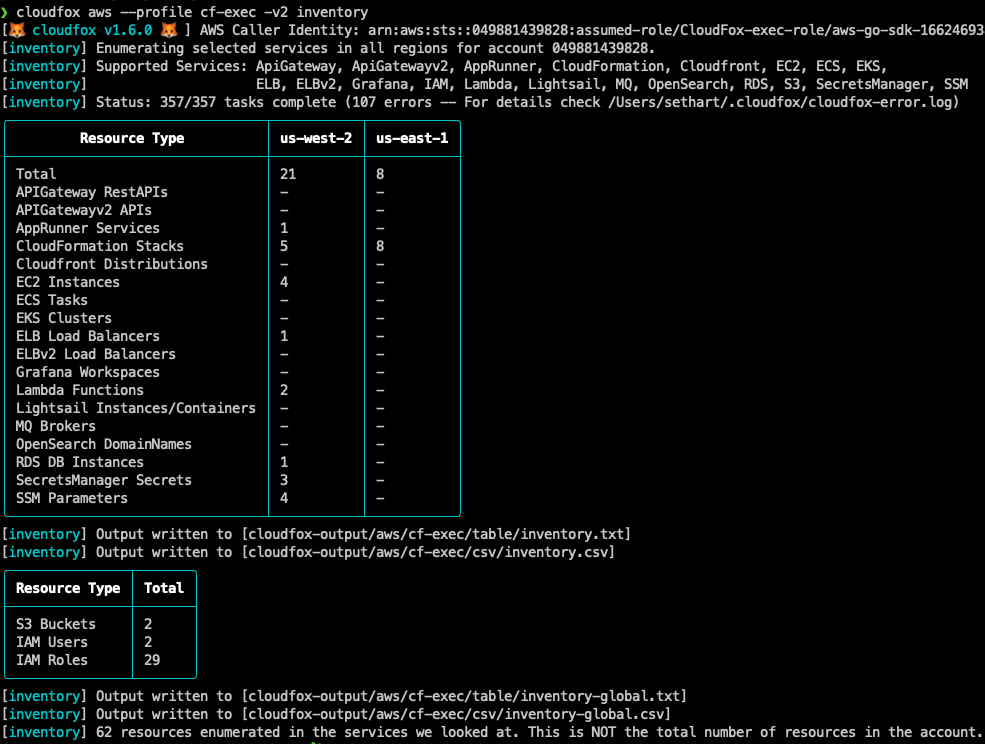 ❯ cloudfox aws --profile cf-exec -v2 inventory
[🦊 cloudfox v1.6.0 🦊 ] AWS Caller Identity: arn:aws:sts::049881439828:assumed-role/CloudFox-exec-role/aws-go-sdk-16624693
[inventory] Enumerating selected services in all regions for account 049881439828.
[inventory] Supported Services: ApiGateway, ApiGatewayv2, AppRunner, CloudFormation, Cloudfront, EC2, ECS, EKS,
[inventory] ELB, ELBv2, Grafana, IAM, Lambda, Lightsail, MQ, OpenSearch, RDS, S3, SecretsManager, SSM
[inventory] Status: 357/357 tasks complete (107 errors -- For details check /Users/sethart/.cloudfox/cloudfox-error.log)
Resource Type us-west-2 us-east-1
Total 21 8
APIGateway RestAPIs - -
APIGatewayv2 APIs - -
AppRunner Services 1 -
CloudFormation Stacks 5 8
Cloudfront Distributions - -
EC2 Instances 4 -
ECS Tasks - -
EKS Clusters - -
ELB Load Balancers 1 -
ELBv2 Load Balancers - -
Grafana Workspaces - -
Lambda Functions 2 -
Lightsail Instances/Containers - -
MQ Brokers - -
OpenSearch DomainNames - -
RDS DB Instances 1 -
SecretsManager Secrets 3 -
SSM Parameters 4 -
[inventory] Output written to [cloudfox-output/aws/cf-exec/table/inventory.txt]
[inventory] Output written to [cloudfox-output/aws/cf-exec/csv/inventory.csv]
Resource Type Total
S3 Buckets 2
IAM Users 2
IAM Roles 29
[inventory] Output written to [cloudfox-output/aws/cf-exec/table/inventory-global.txt]
[inventory] Output written to [cloudfox-output/aws/cf-exec/csv/inventory-global.csv]
[inventory] 62 resources enumerated in the services we looked at. This is NOT the total number of resources in the account.